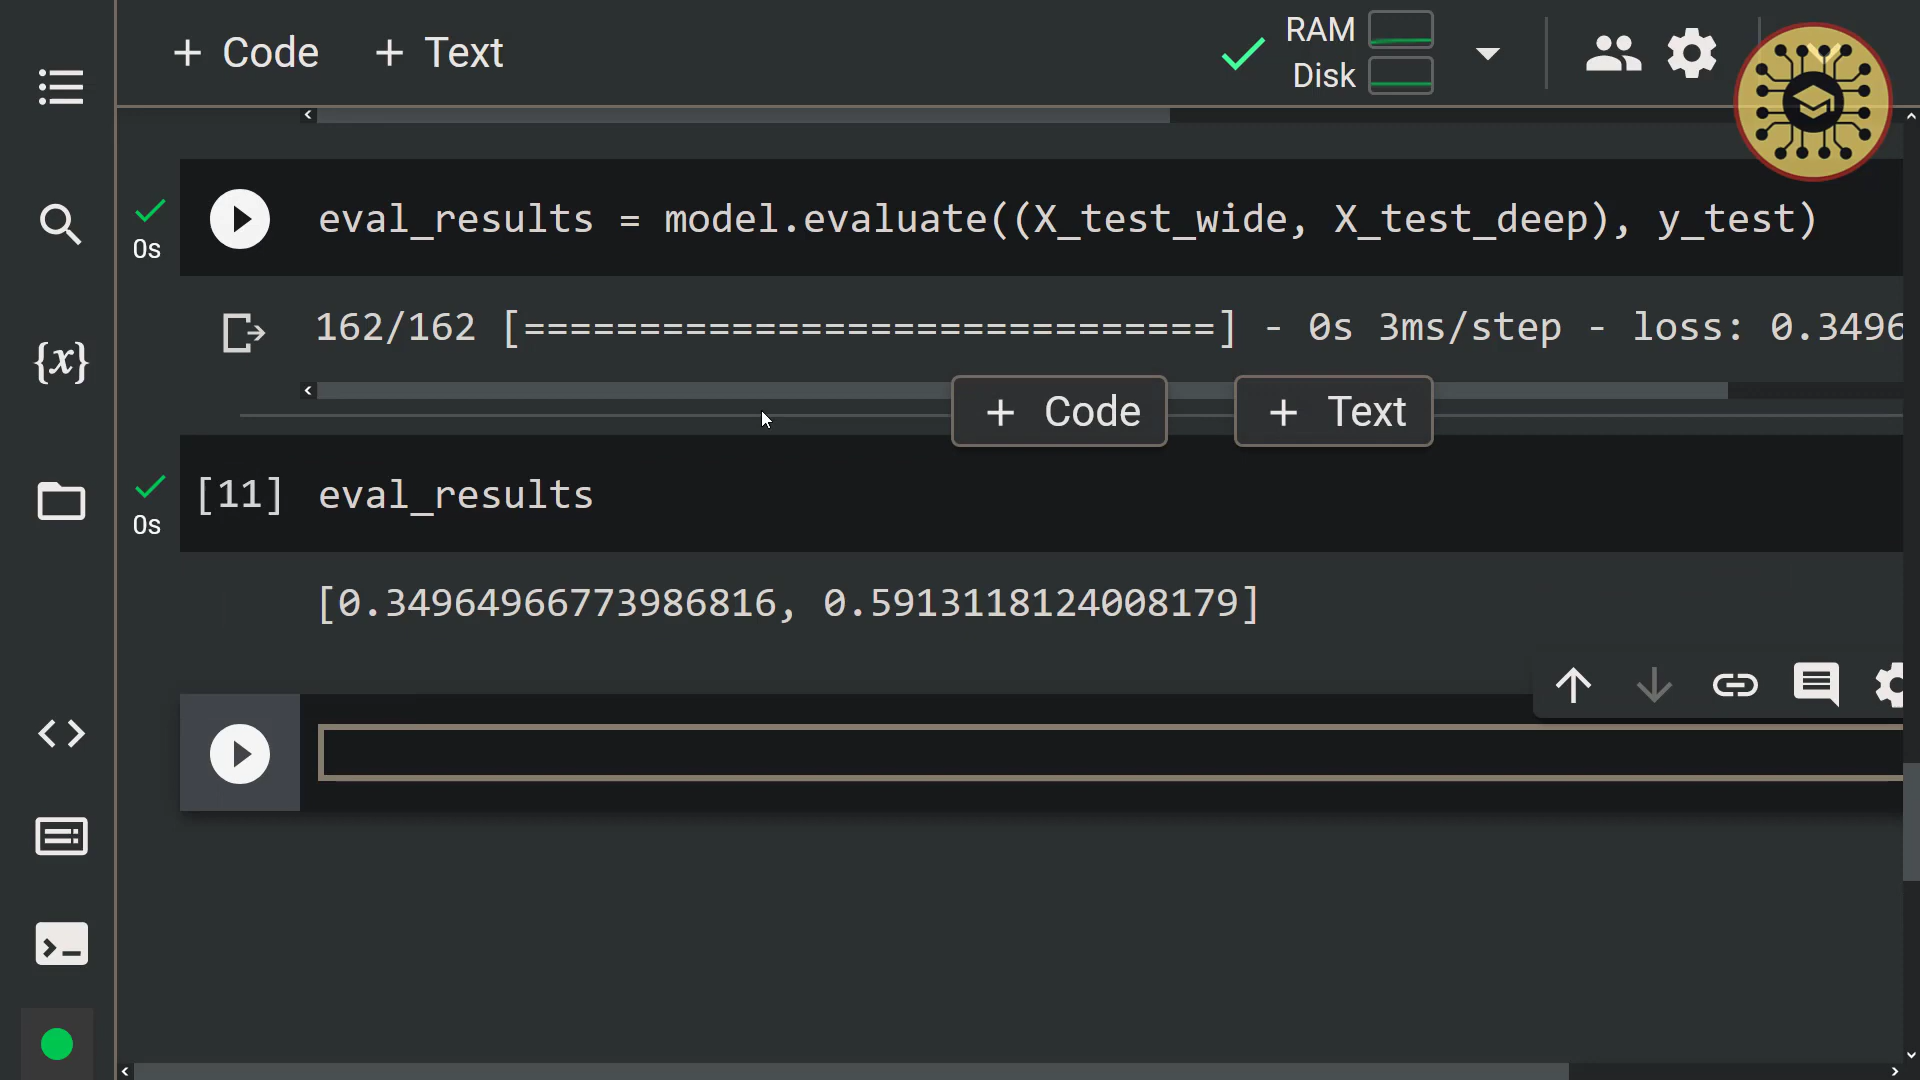 + Code + Text
RAM
Disk
0s
eval_results = model.evaluate((X_test_wide, X_test_deep), y_test)
162/162 [==============================] - 0s 3ms/step - loss: 0.3496
+ Code + Text
[11] eval_results
0s
[0.34964966773986816, 0.5913118124008179]
{x}